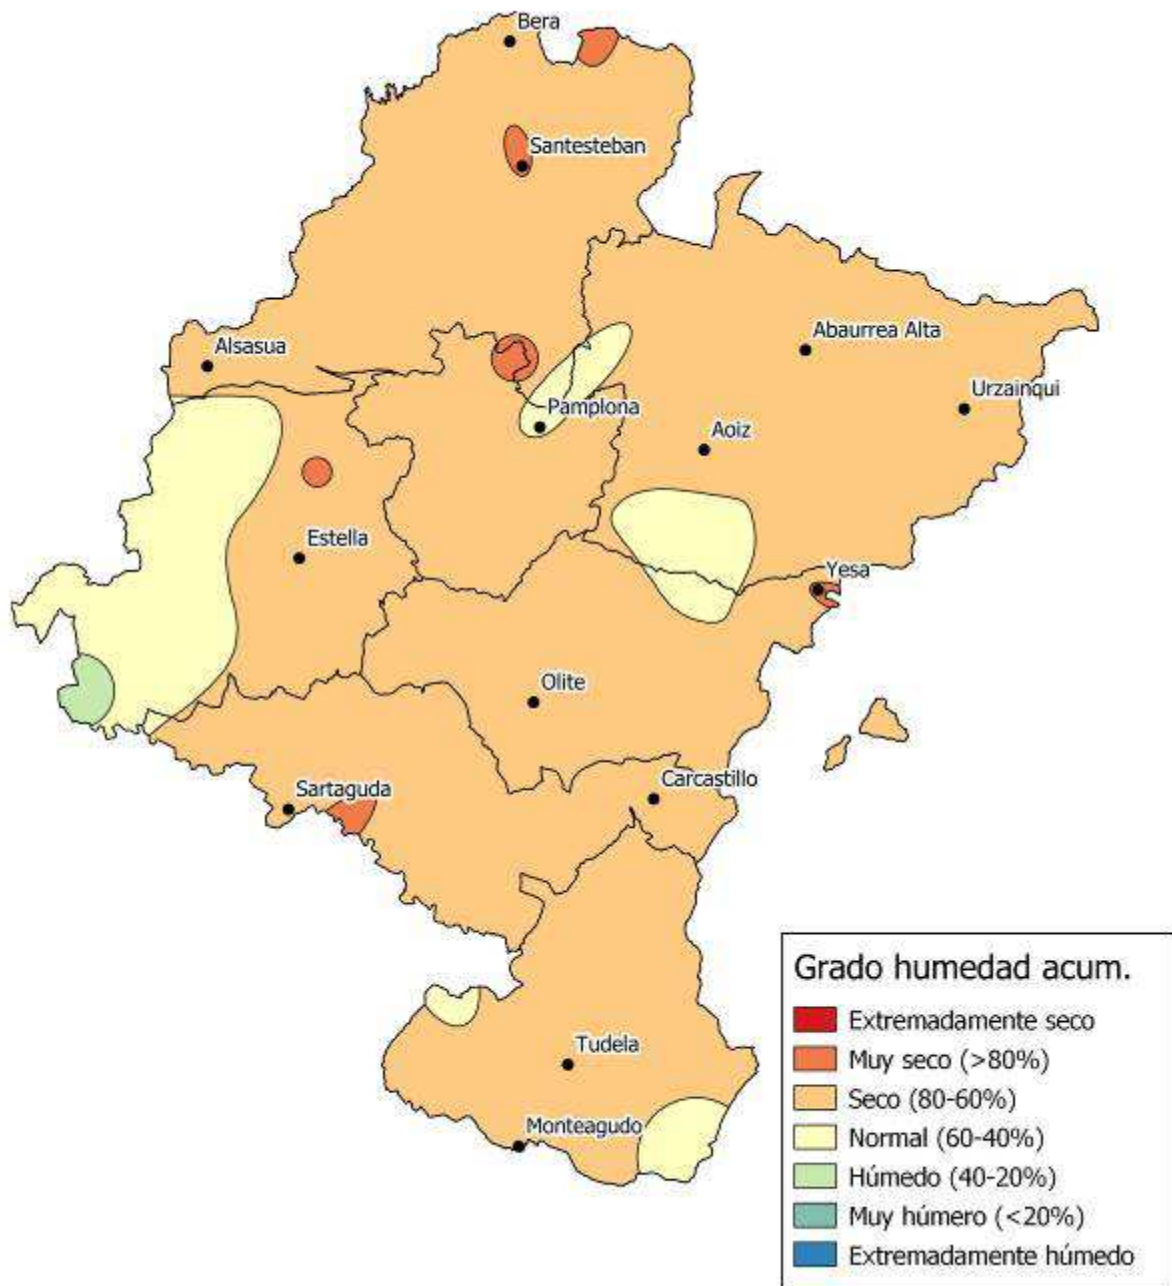 Bera
Santesteban
Abaurrea Alta
Alsasua
Urzainqui
Pamplona
Aoiz
Estella
Yesa
Olite
Carcastillo
Sartaguda
Tudela
Monteagudo
Grado humedad acum.
Extremadamente seco
Muy seco (>80%)
Seco (80-60%)
Normal (60-40%)
Húmedo (40-20%)
Muy húmero (<20%)
Extremadamente húmedo